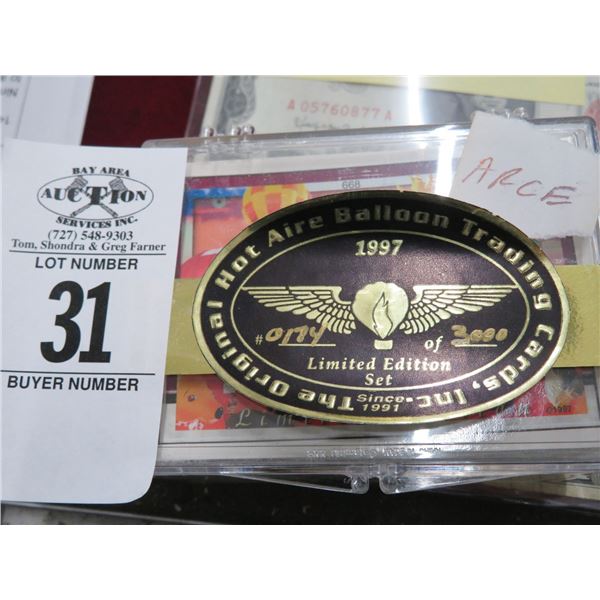 BAY AREA
AUCTION
SERVICES INC.
(727) 548-9303
Tom, Shondra & Greg Farner
LOT NUMBER
31
BUYER NUMBER
A 05760877 A
ARCE
668
The Original Hot Aire Balloon Trading Cards, Inc.
1997
#0174 of 3000
Limited Edition
Set
Since
1991
©1997